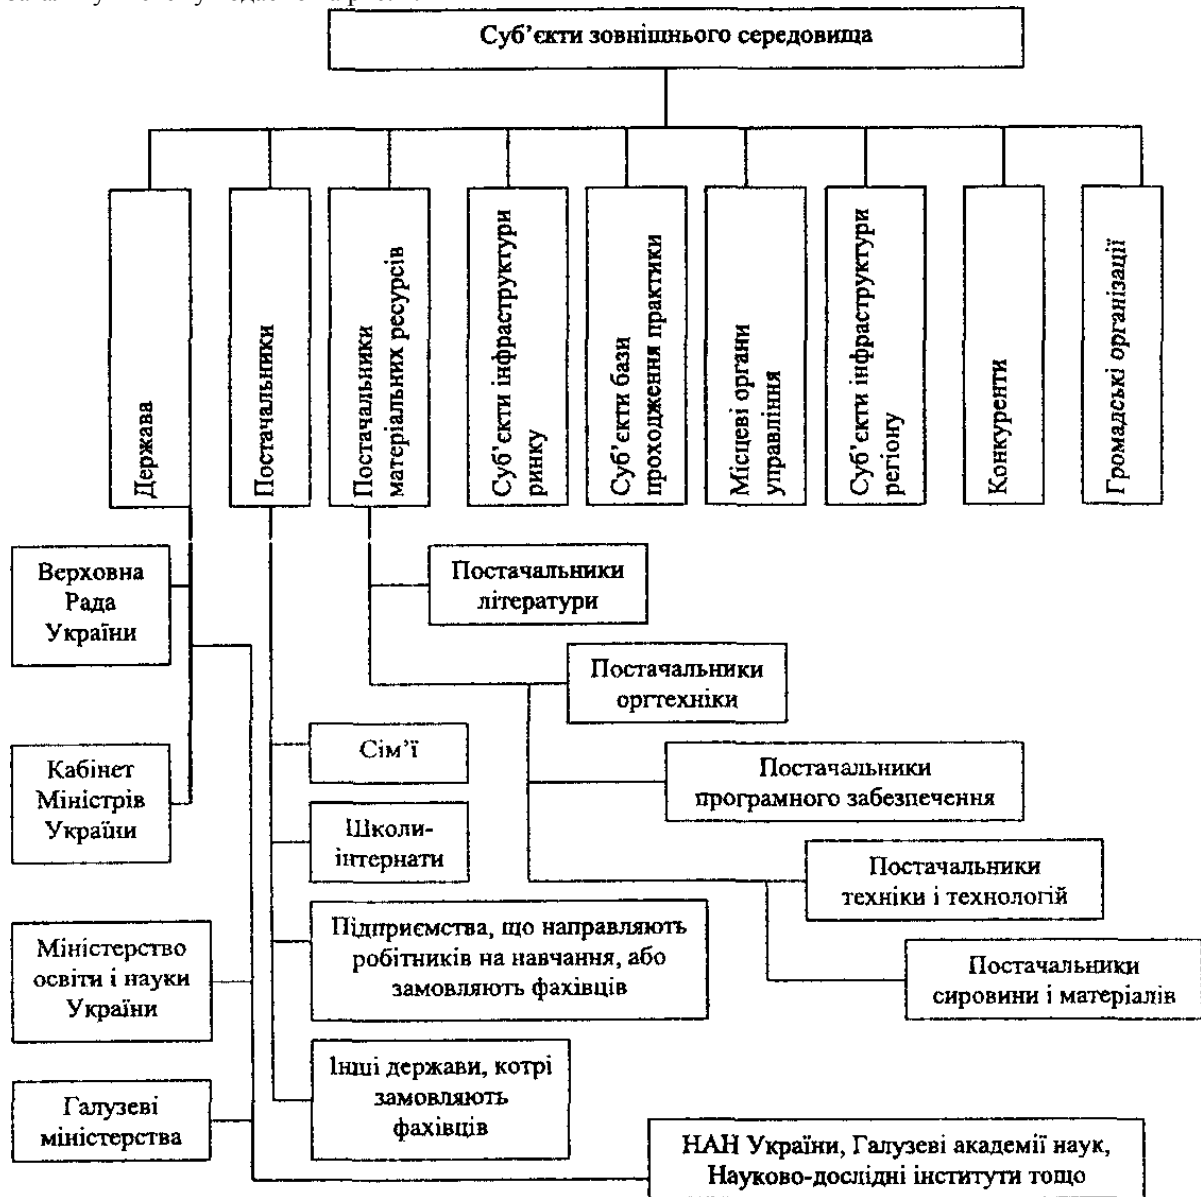 Суб’єкти зовнішнього середовища
Держава
Постачальники
Постачальники
матеріальних ресурсів
Суб’єкти інфраструктури
ринку
Суб’єкти бази
проходження практики
Місцеві органи
управління
Суб’єкти інфраструктури
регіону
Конкуренти
Громадські організації
Верховна
Рада
України
Постачальники
літератури
Постачальники
оргтехніки
Сім’ї
Кабінет
Міністрів
України
Постачальники
програмного забезпечення
Школи-
інтернати
Постачальники
техніки і технологій
Міністерство
освіти і науки
України
Підприємства, що направляють
робітників на навчання, або
замовляють фахівців
Постачальники
сировини і матеріалів
Інші держави, котрі
замовляють
фахівців
Галузеві
міністерства
НАН України, Галузеві академії наук,
Науково-дослідні інститути тощо